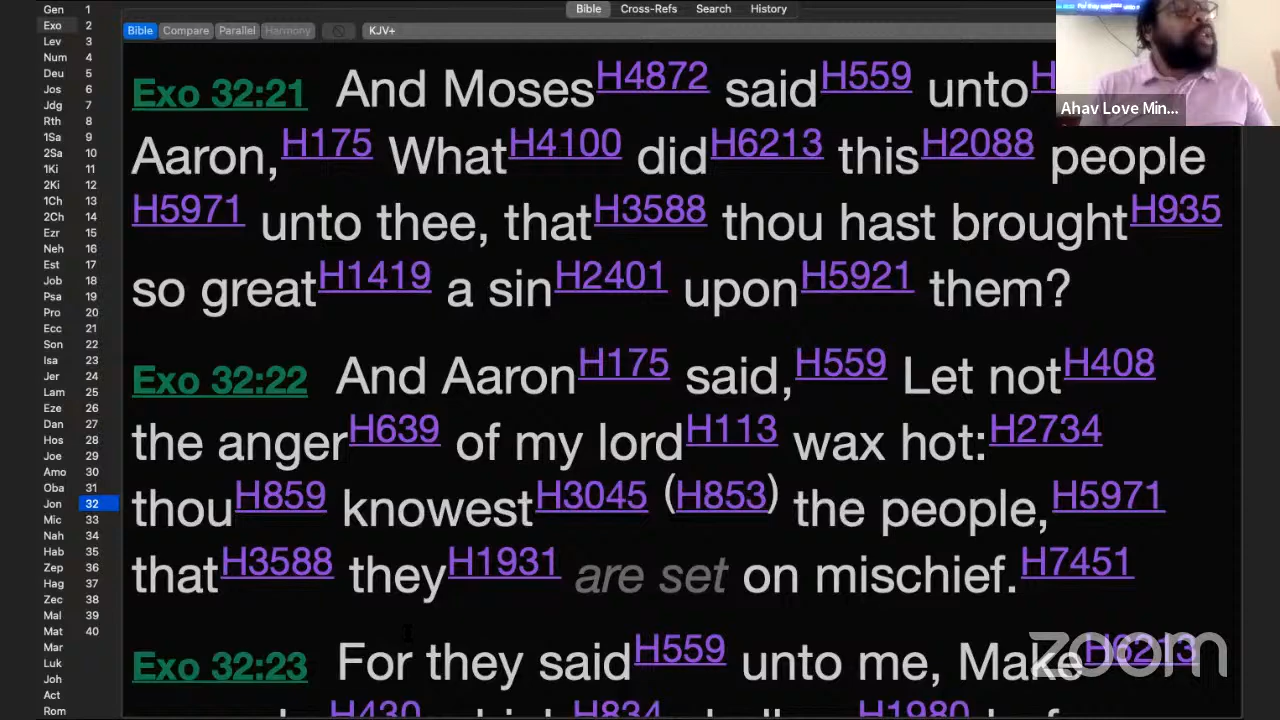 Bible Cross-Refs Search History
Bible Compare Parallel Harmony KJV+
Gen 1
Exo 2
Lev 3
Num 4
Deu 5
Jos 6
Jdg 7
Rth 8
1Sa 9
2Sa 10
1Ki 11
2Ki 12
1Ch 13
2Ch 14
Ezr 15
Neh 16
Est 17
Job 18
Psa 19
Pro 20
Ecc 21
Son 22
Isa 23
Jer 24
Lam 25
Eze 26
Dan 27
Hos 28
Joe 29
Amo 30
Oba 31
Jon 32
Mic 33
Nah 34
Hab 35
Zep 36
Hag 37
Zec 38
Mal 39
Mat 40
Mar
Luk
Joh
Act
Rom
Exo 32:21 And MosesH4872 saidH559 untoH
Aaron,H175 WhatH4100 didH6213 thisH2088 people
H5971 unto thee, thatH3588 thou hast broughtH935
so greatH1419 a sinH2401 uponH5921 them?
Exo 32:22 And AaronH175 said,H559 Let notH408
the angerH639 of my lordH113 wax hot:H2734
thouH859 knowestH3045 (H853) the people,H5971
thatH3588 theyH1931 are set on mischief.H7451
Exo 32:23 For they saidH559 unto me, MakeH6213
H430 H834 H1980
Ahav Love Min...
zoom